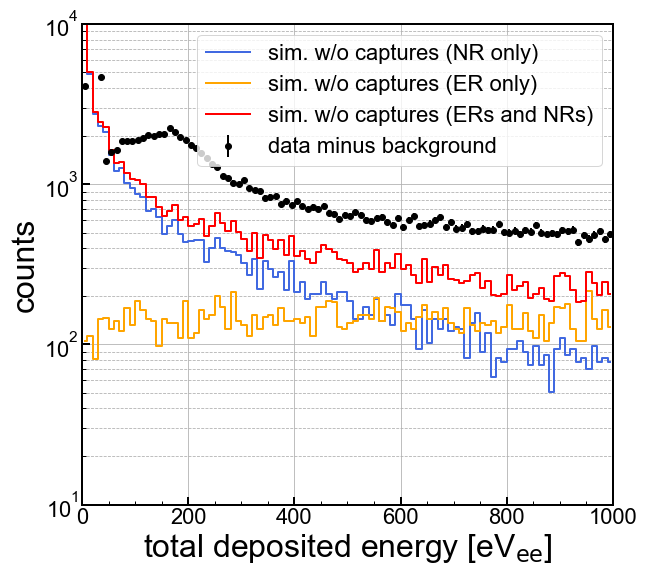 10^4
sim. w/o captures (NR only)
sim. w/o captures (ER only)
sim. w/o captures (ERs and NRs)
data minus background
10^3
counts
10^2
10^1
0 200 400 600 800 1000
total deposited energy [eV_ee]